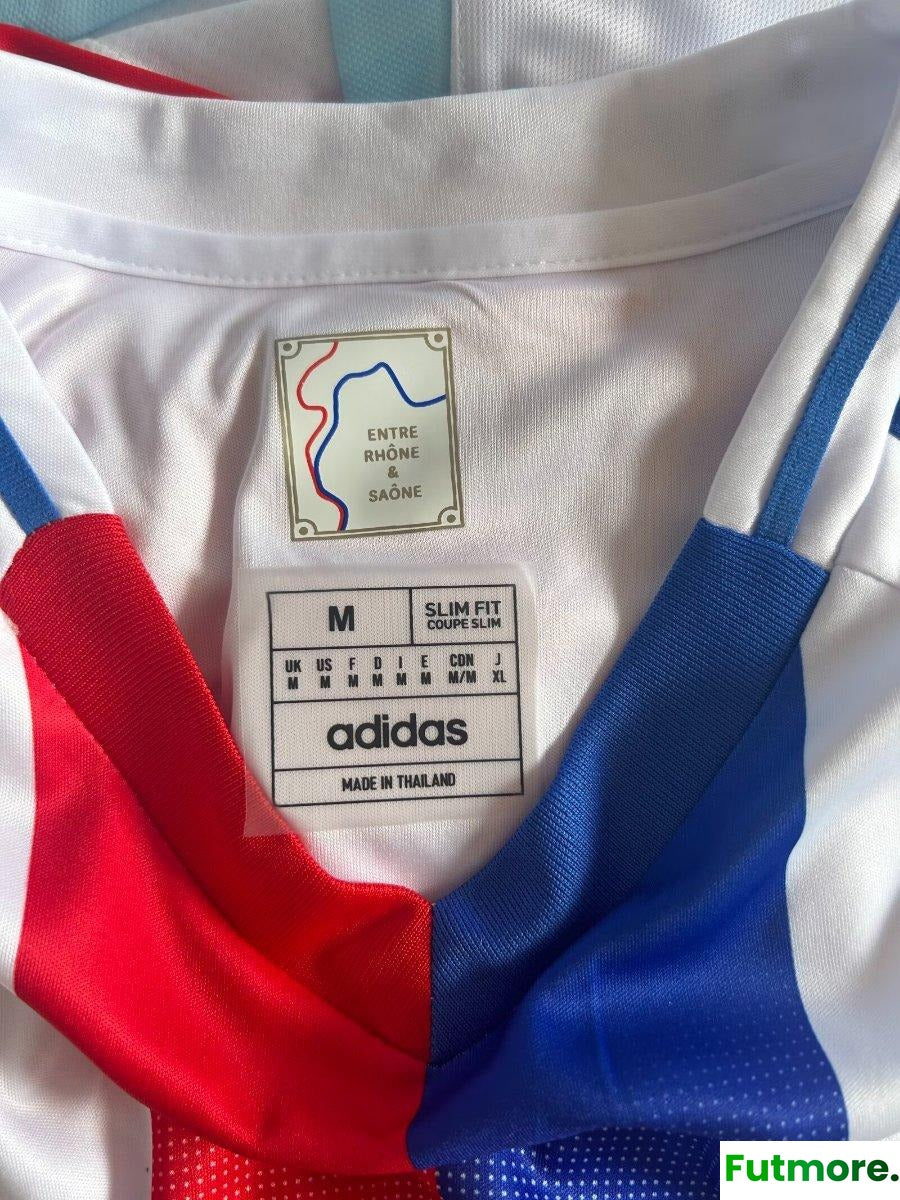 ENTRE
RHÔNE
&
SAÔNE
M
SLIM FIT
COUPE SLIM
UK US F D I E CDN J
M M M M M M M/M XL
adidas
MADE IN THAILAND
Futmore.